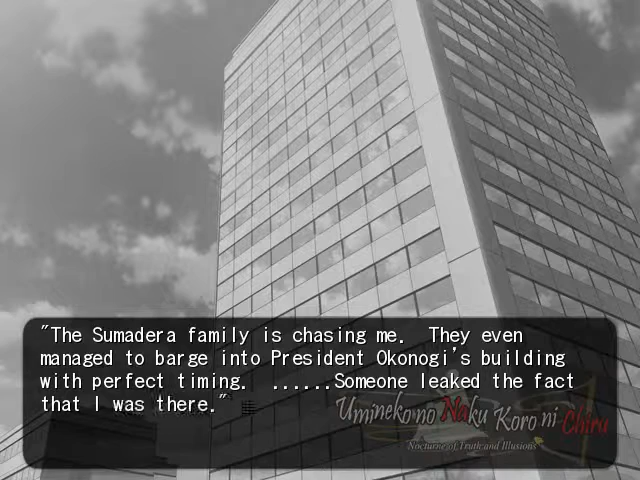 "The Sumadera family is chasing me.  They even
managed to barge into President Okonogi's building
with perfect timing.  ......Someone leaked the fact
that I was there."
Umineko no Naku Koro ni Chiru
Nocturne of Truth and Illusions